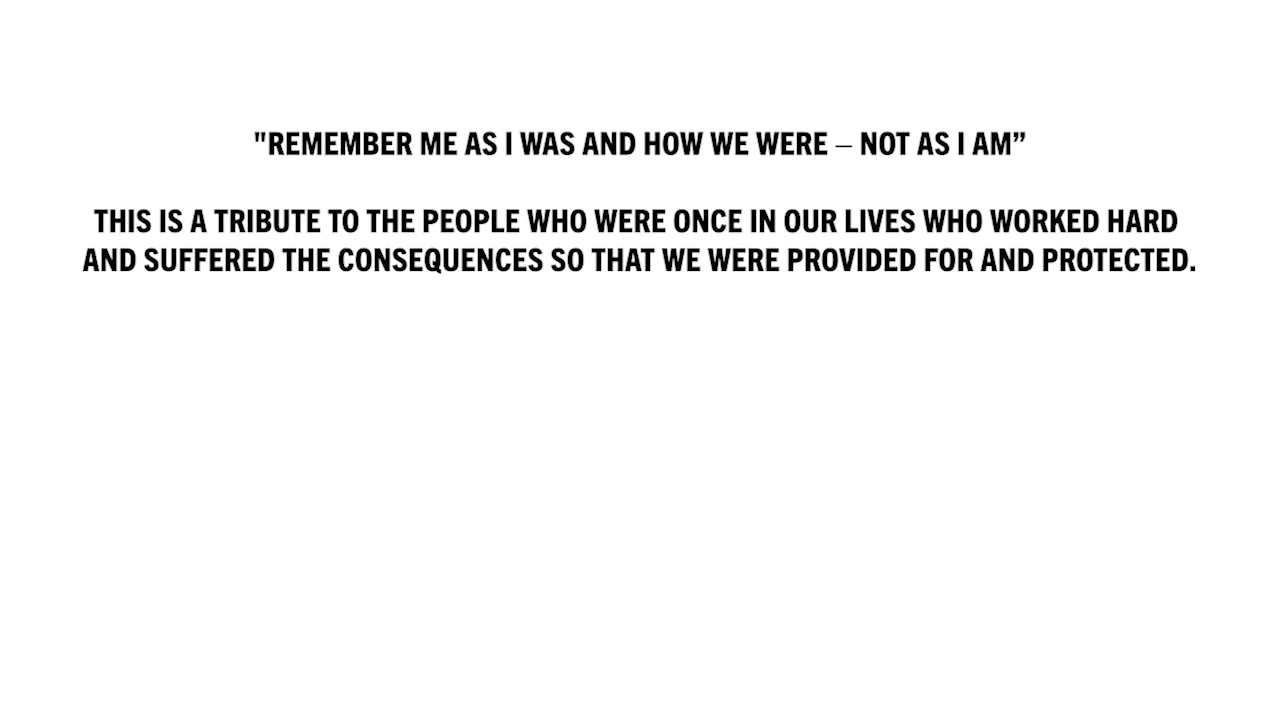 "REMEMBER ME AS I WAS AND HOW WE WERE – NOT AS I AM”
THIS IS A TRIBUTE TO THE PEOPLE WHO WERE ONCE IN OUR LIVES WHO WORKED HARD
AND SUFFERED THE CONSEQUENCES SO THAT WE WERE PROVIDED FOR AND PROTECTED.